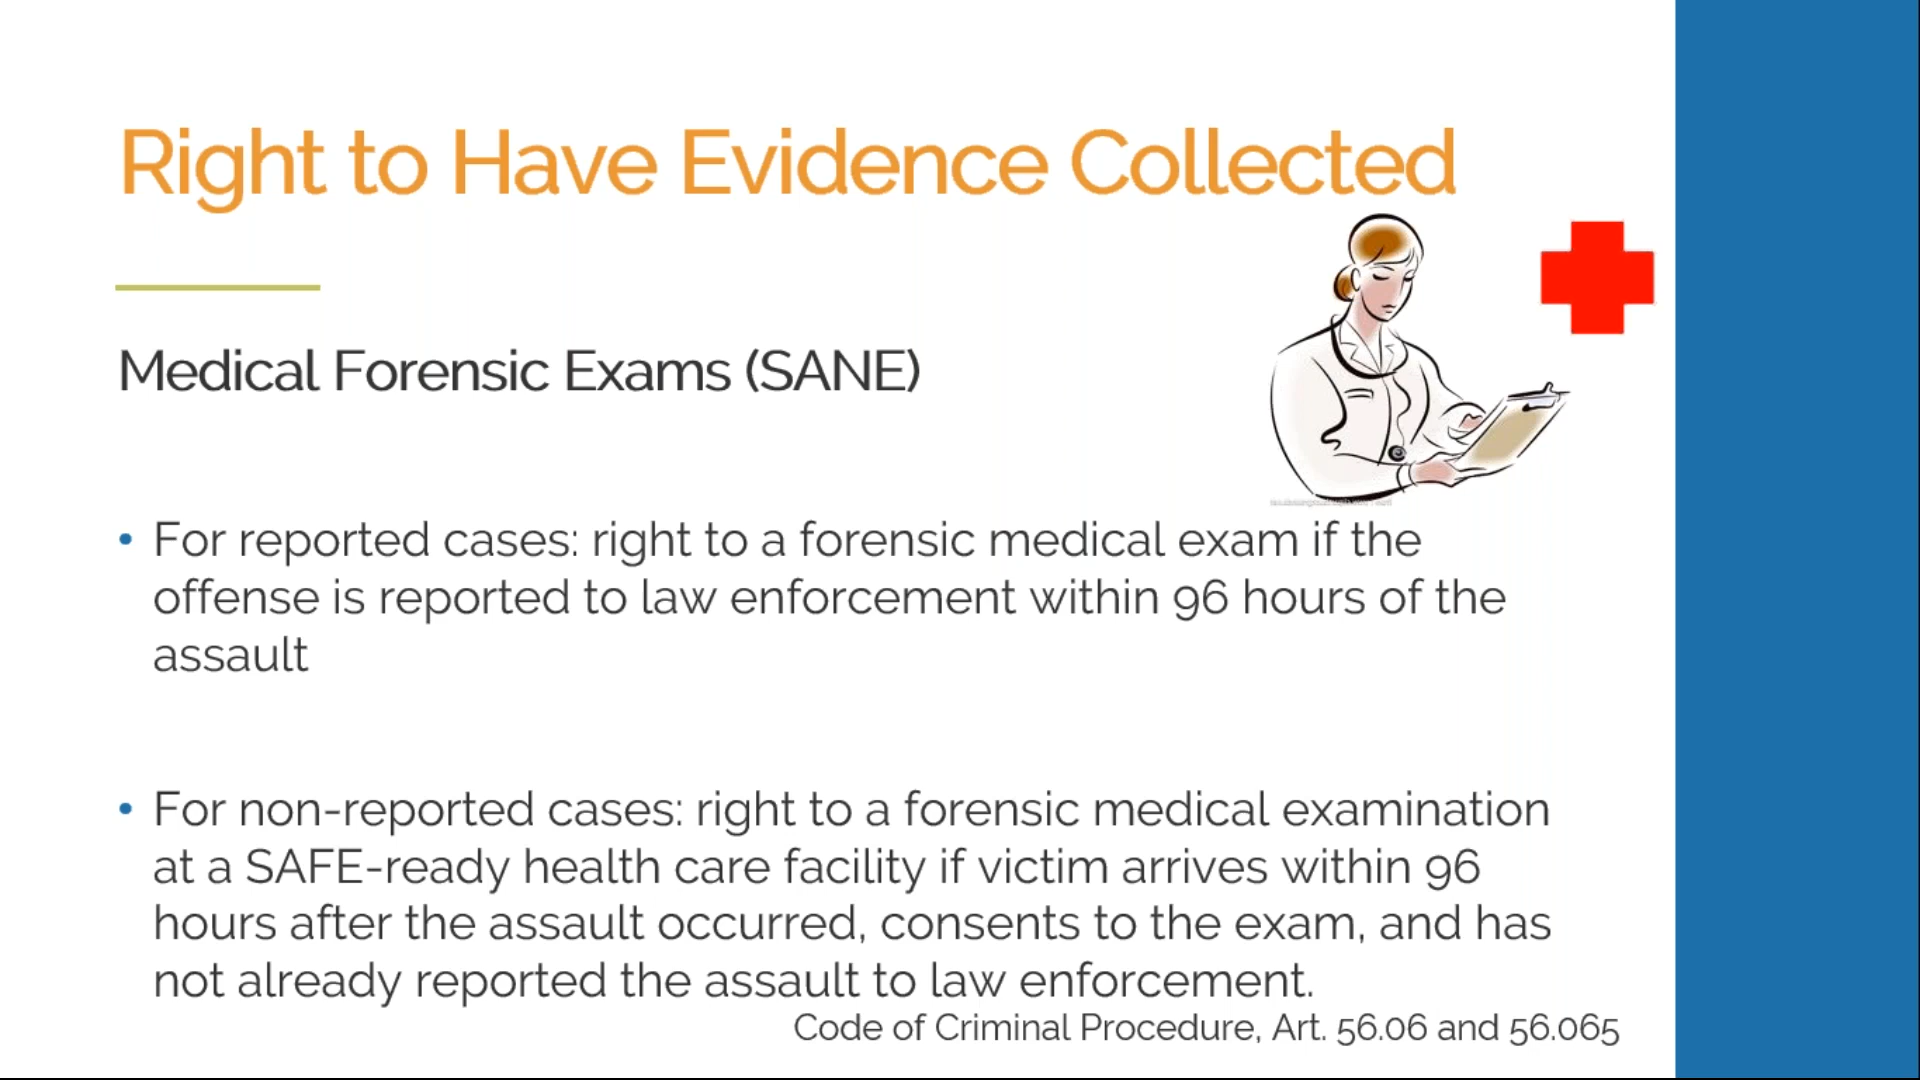 Right to Have Evidence Collected
Medical Forensic Exams (SANE)
• For reported cases: right to a forensic medical exam if the
offense is reported to law enforcement within 96 hours of the
assault
• For non-reported cases: right to a forensic medical examination
at a SAFE-ready health care facility if victim arrives within 96
hours after the assault occurred, consents to the exam, and has
not already reported the assault to law enforcement.
Code of Criminal Procedure, Art. 56.06 and 56.065